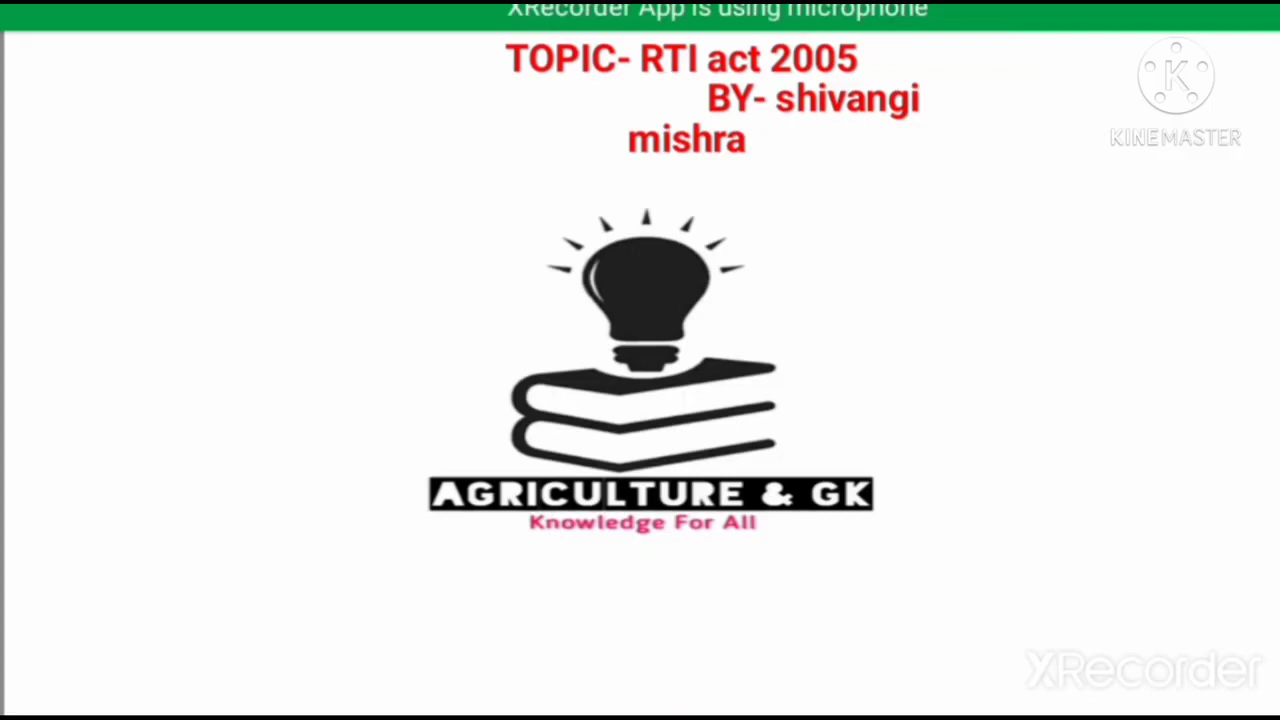 XRecorder App is using microphone
TOPIC- RTI act 2005
BY- shivangi
mishra
K
KINEMASTER
AGRICULTURE & GK
Knowledge For All
XRecorder